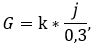 G = k * j/0,3,